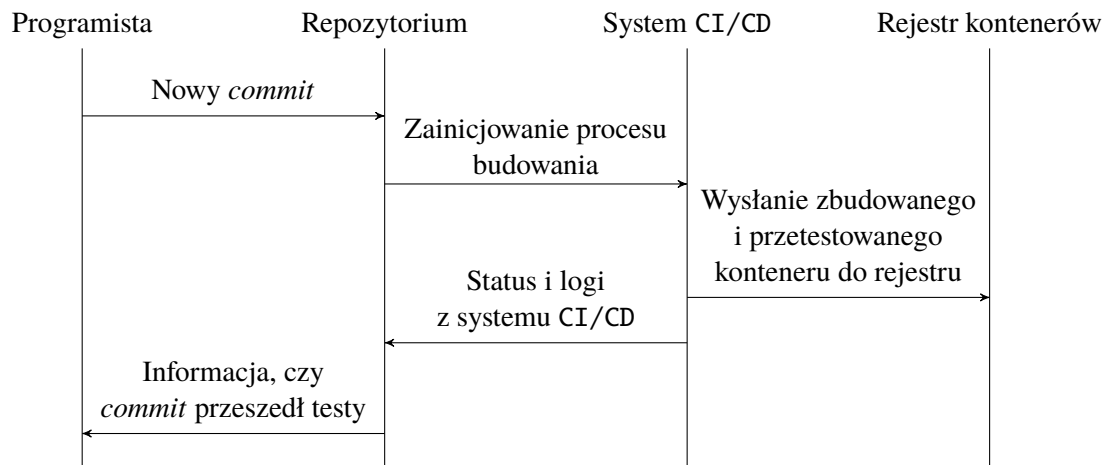 Programista
Repozytorium
System CI/CD
Rejestr kontenerów
Nowy commit
Zainicjowanie procesu
budowania
Wysłanie zbudowanego
i przetestowanego
konteneru do rejestru
Status i logi
z systemu CI/CD
Informacja, czy
commit przeszedł testy